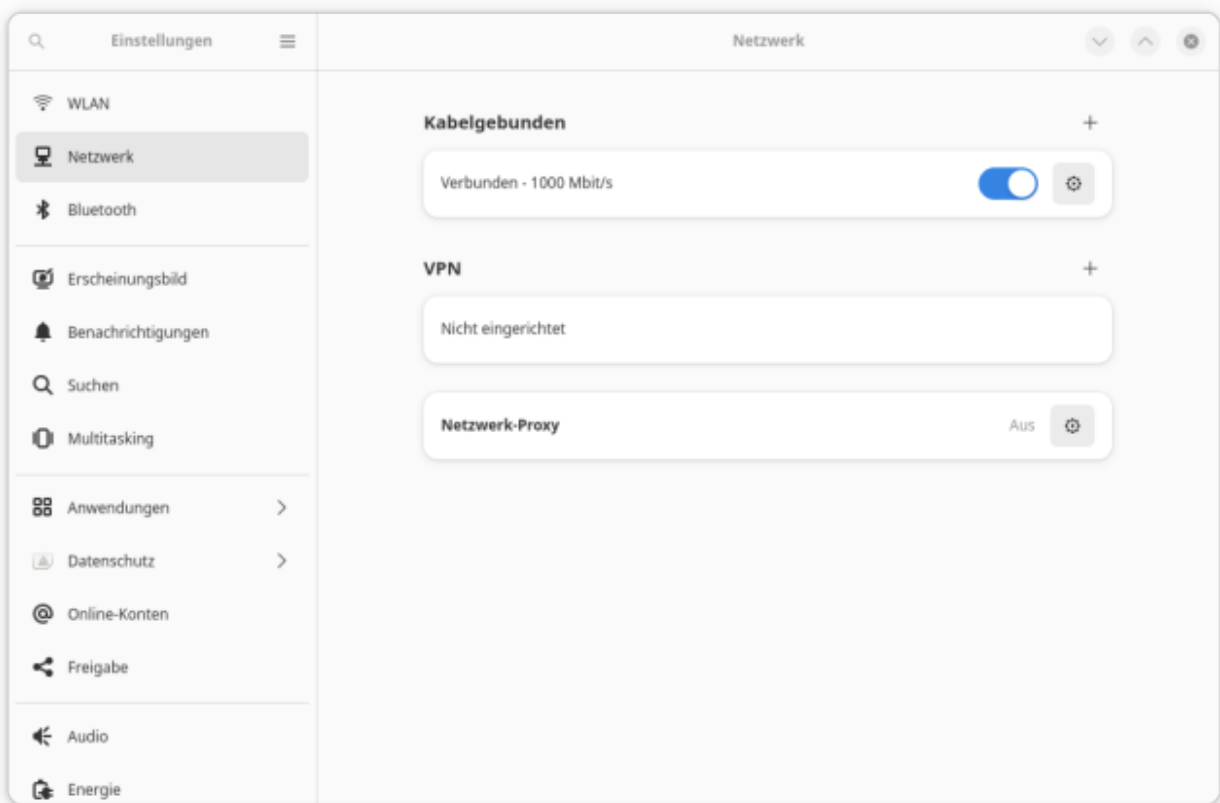 Einstellungen
Netzwerk
WLAN
Netzwerk
Bluetooth
Erscheinungsbild
Benachrichtigungen
Suchen
Multitasking
Anwendungen
Datenschutz
Online-Konten
Freigabe
Audio
Energie
Kabelgebunden
Verbunden - 1000 Mbit/s
VPN
Nicht eingerichtet
Netzwerk-Proxy Aus